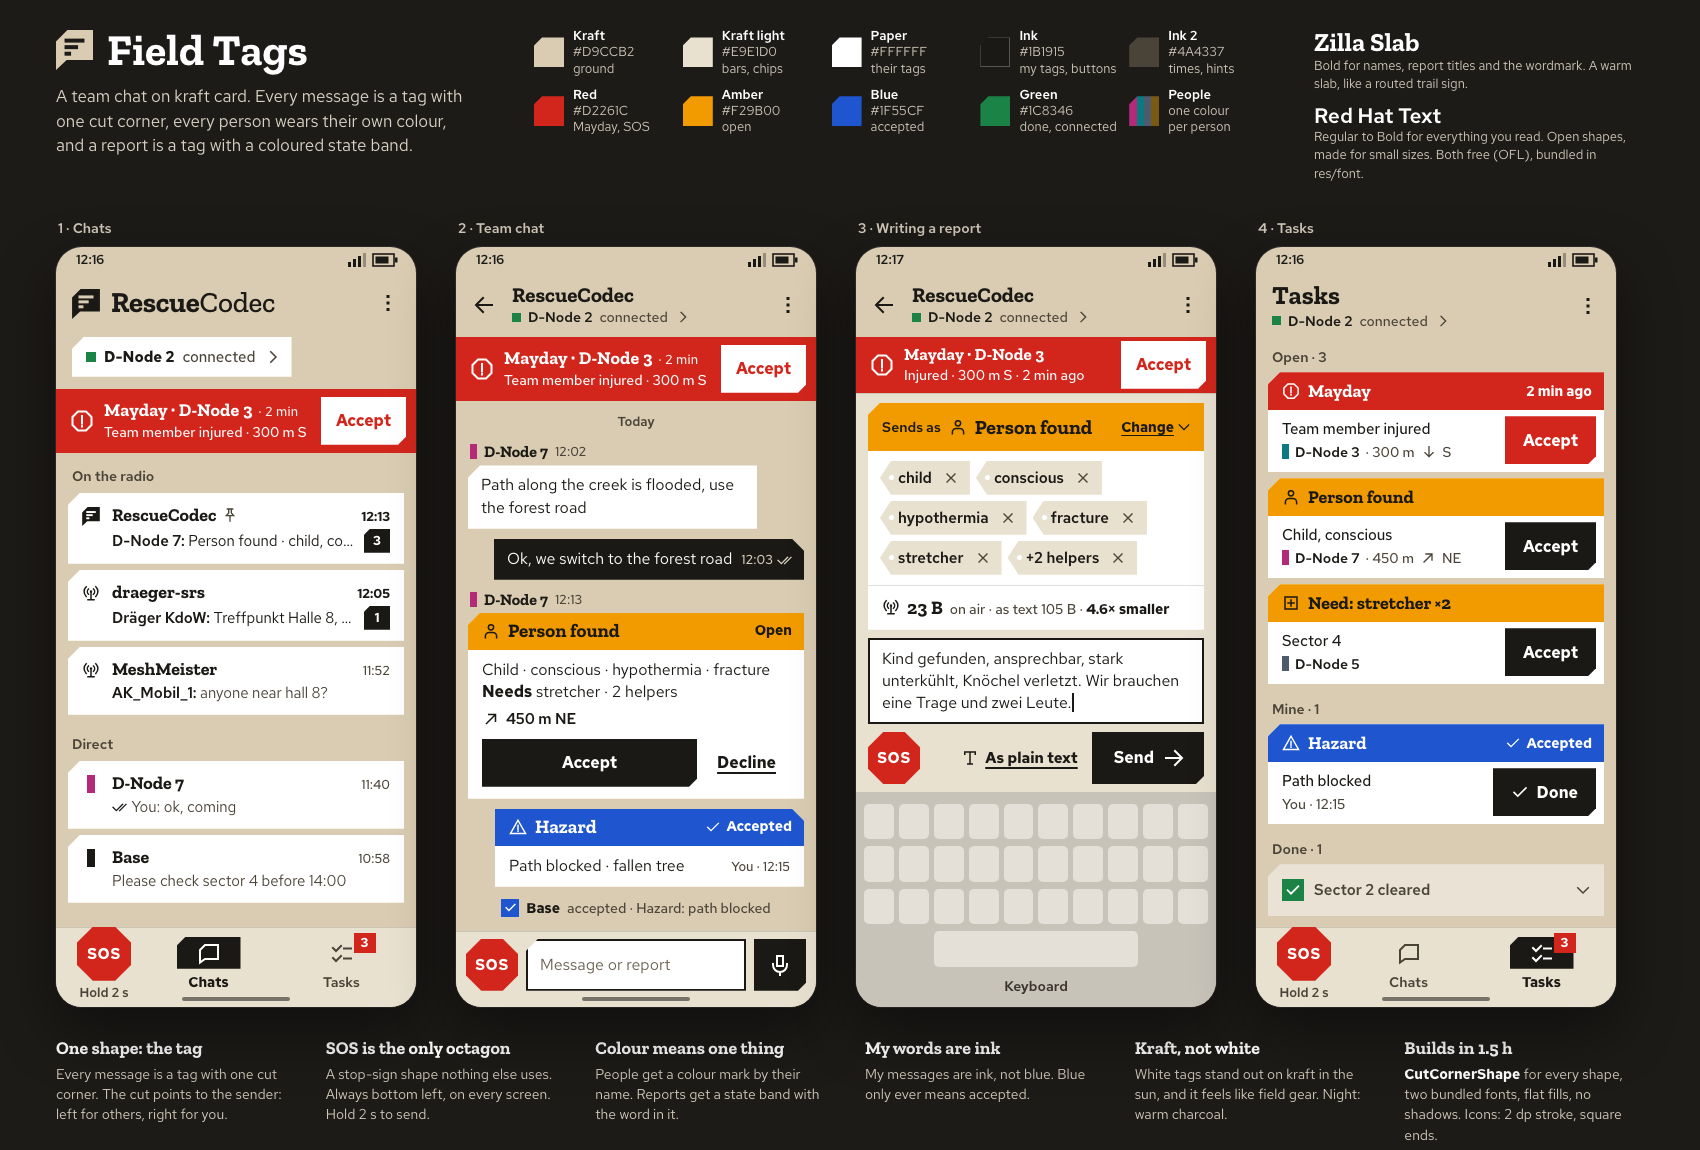 Field Tags
A team chat on kraft card. Every message is a tag with
one cut corner, every person wears their own colour,
and a report is a tag with a coloured state band.
Kraft
#D9CCB2
ground
Kraft light
#E9E1D0
bars, chips
Paper
#FFFFFF
their tags
Ink
#1B1915
my tags, buttons
Ink 2
#4A4337
times, hints
Red
#D2261C
Mayday, SOS
Amber
#F29B00
open
Blue
#1F55CF
accepted
Green
#1C8346
done, connected
People
one colour
per person
Zilla Slab
Bold for names, report titles and the wordmark. A warm
slab, like a routed trail sign.
Red Hat Text
Regular to Bold for everything you read. Open shapes,
made for small sizes. Both free (OFL), bundled in
res/font.
1 · Chats
12:16
RescueCodec
D-Node 2 connected
Mayday · D-Node 3 · 2 min
Team member injured · 300 m S
Accept
On the radio
RescueCodec 12:13
D-Node 7: Person found · child, co... 3
draeger-srs 12:05
Dräger KdoW: Treffpunkt Halle 8, ... 1
MeshMeister 11:52
AK_Mobil_1: anyone near hall 8?
Direct
D-Node 7 11:40
You: ok, coming
Base 10:58
Please check sector 4 before 14:00
SOS
Hold 2 s
Chats
3
Tasks
2 · Team chat
12:16
RescueCodec
D-Node 2 connected
Mayday · D-Node 3 · 2 min
Team member injured · 300 m S
Accept
Today
D-Node 7 12:02
Path along the creek is flooded, use
the forest road
Ok, we switch to the forest road 12:03
D-Node 7 12:13
Person found Open
Child · conscious · hypothermia · fracture
Needs stretcher · 2 helpers
450 m NE
Accept Decline
Hazard Accepted
Path blocked · fallen tree You · 12:15
Base accepted · Hazard: path blocked
SOS Message or report
3 · Writing a report
12:17
RescueCodec
D-Node 2 connected
Mayday · D-Node 3
Injured · 300 m S · 2 min ago
Accept
Sends as Person found Change
child × conscious ×
hypothermia × fracture ×
stretcher × +2 helpers ×
23 B on air · as text 105 B · 4.6× smaller
Kind gefunden, ansprechbar, stark
unterkühlt, Knöchel verletzt. Wir brauchen
eine Trage und zwei Leute.
SOS As plain text Send
Keyboard
4 · Tasks
12:16
Tasks
D-Node 2 connected
Open · 3
Mayday 2 min ago
Team member injured
D-Node 3 · 300 m ↓ S
Accept
Person found
Child, conscious
D-Node 7 · 450 m ↗ NE
Accept
Need: stretcher ×2
Sector 4
D-Node 5
Accept
Mine · 1
Hazard Accepted
Path blocked
You · 12:15
Done
Done · 1
Sector 2 cleared
SOS
Hold 2 s
Chats
3
Tasks
One shape: the tag
Every message is a tag with one cut
corner. The cut points to the sender:
left for others, right for you.
SOS is the only octagon
A stop-sign shape nothing else uses.
Always bottom left, on every screen.
Hold 2 s to send.
Colour means one thing
People get a colour mark by their
name. Reports get a state band with
the word in it.
My words are ink
My messages are ink, not blue. Blue
only ever means accepted.
Kraft, not white
White tags stand out on kraft in the
sun, and it feels like field gear. Night:
warm charcoal.
Builds in 1.5 h
CutCornerShape for every shape,
two bundled fonts, flat fills, no
shadows. Icons: 2 dp stroke, square
ends.